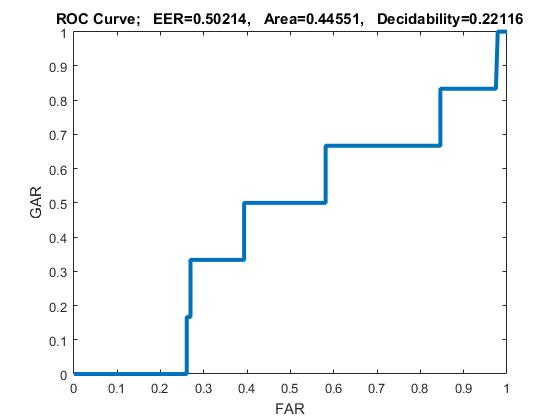 ROC Curve;   EER=0.50214,   Area=0.44551,   Decidability=0.22116
1
0.9
0.8
0.7
0.6
0.5
0.4
0.3
0.2
0.1
0
GAR
0 0.1 0.2 0.3 0.4 0.5 0.6 0.7 0.8 0.9 1
FAR